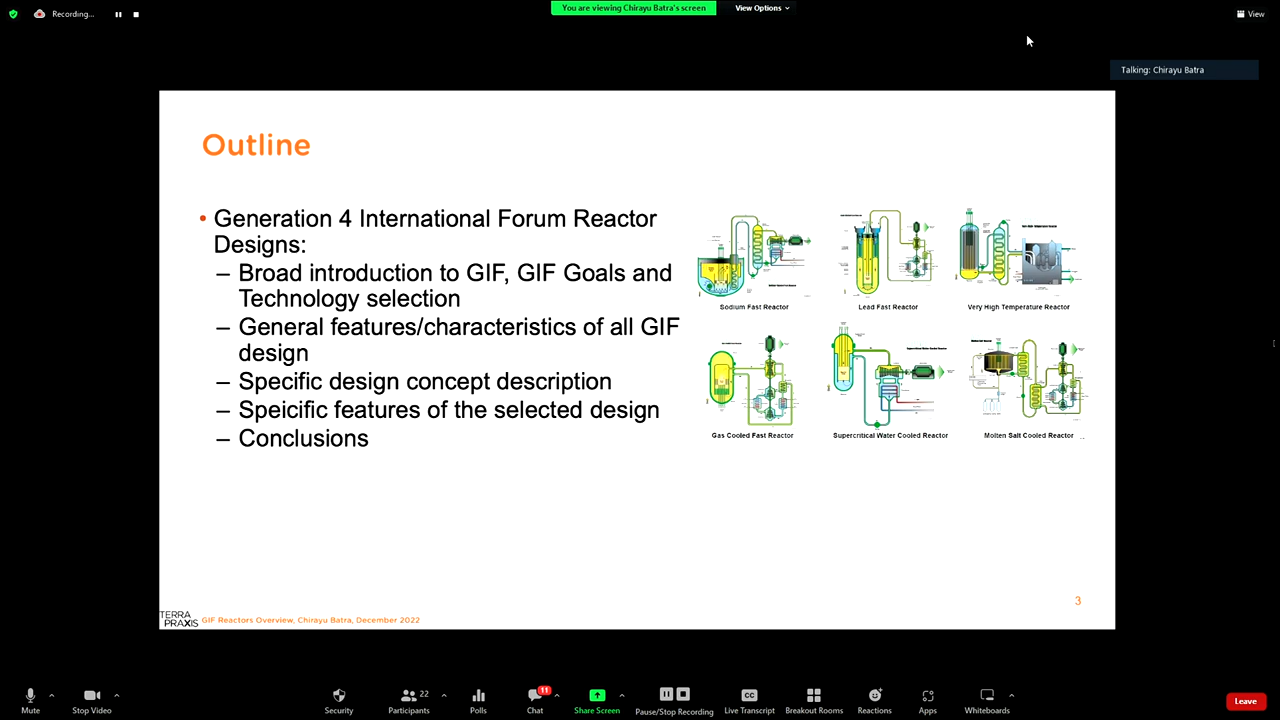 Recording...
You are viewing Chirayu Batra's screen
View Options
View
Talking: Chirayu Batra
Outline
• Generation 4 International Forum Reactor
Designs:
– Broad introduction to GIF, GIF Goals and
Technology selection
– General features/characteristics of all GIF
design
– Specific design concept description
– Speicific features of the selected design
– Conclusions
Sodium Fast Reactor
Lead Fast Reactor
Very High Temperature Reactor
Gas Cooled Fast Reactor
Supercritical Water Cooled Reactor
Molten Salt Cooled Reactor
3
TERRA
PRAXIS
GIF Reactors Overview, Chirayu Batra, December 2022
Mute
Stop Video
Security
22
Participants
Polls
11
Chat
Share Screen
Pause/Stop Recording
CC
Live Transcript
Breakout Rooms
Reactions
Apps
Whiteboards
Leave